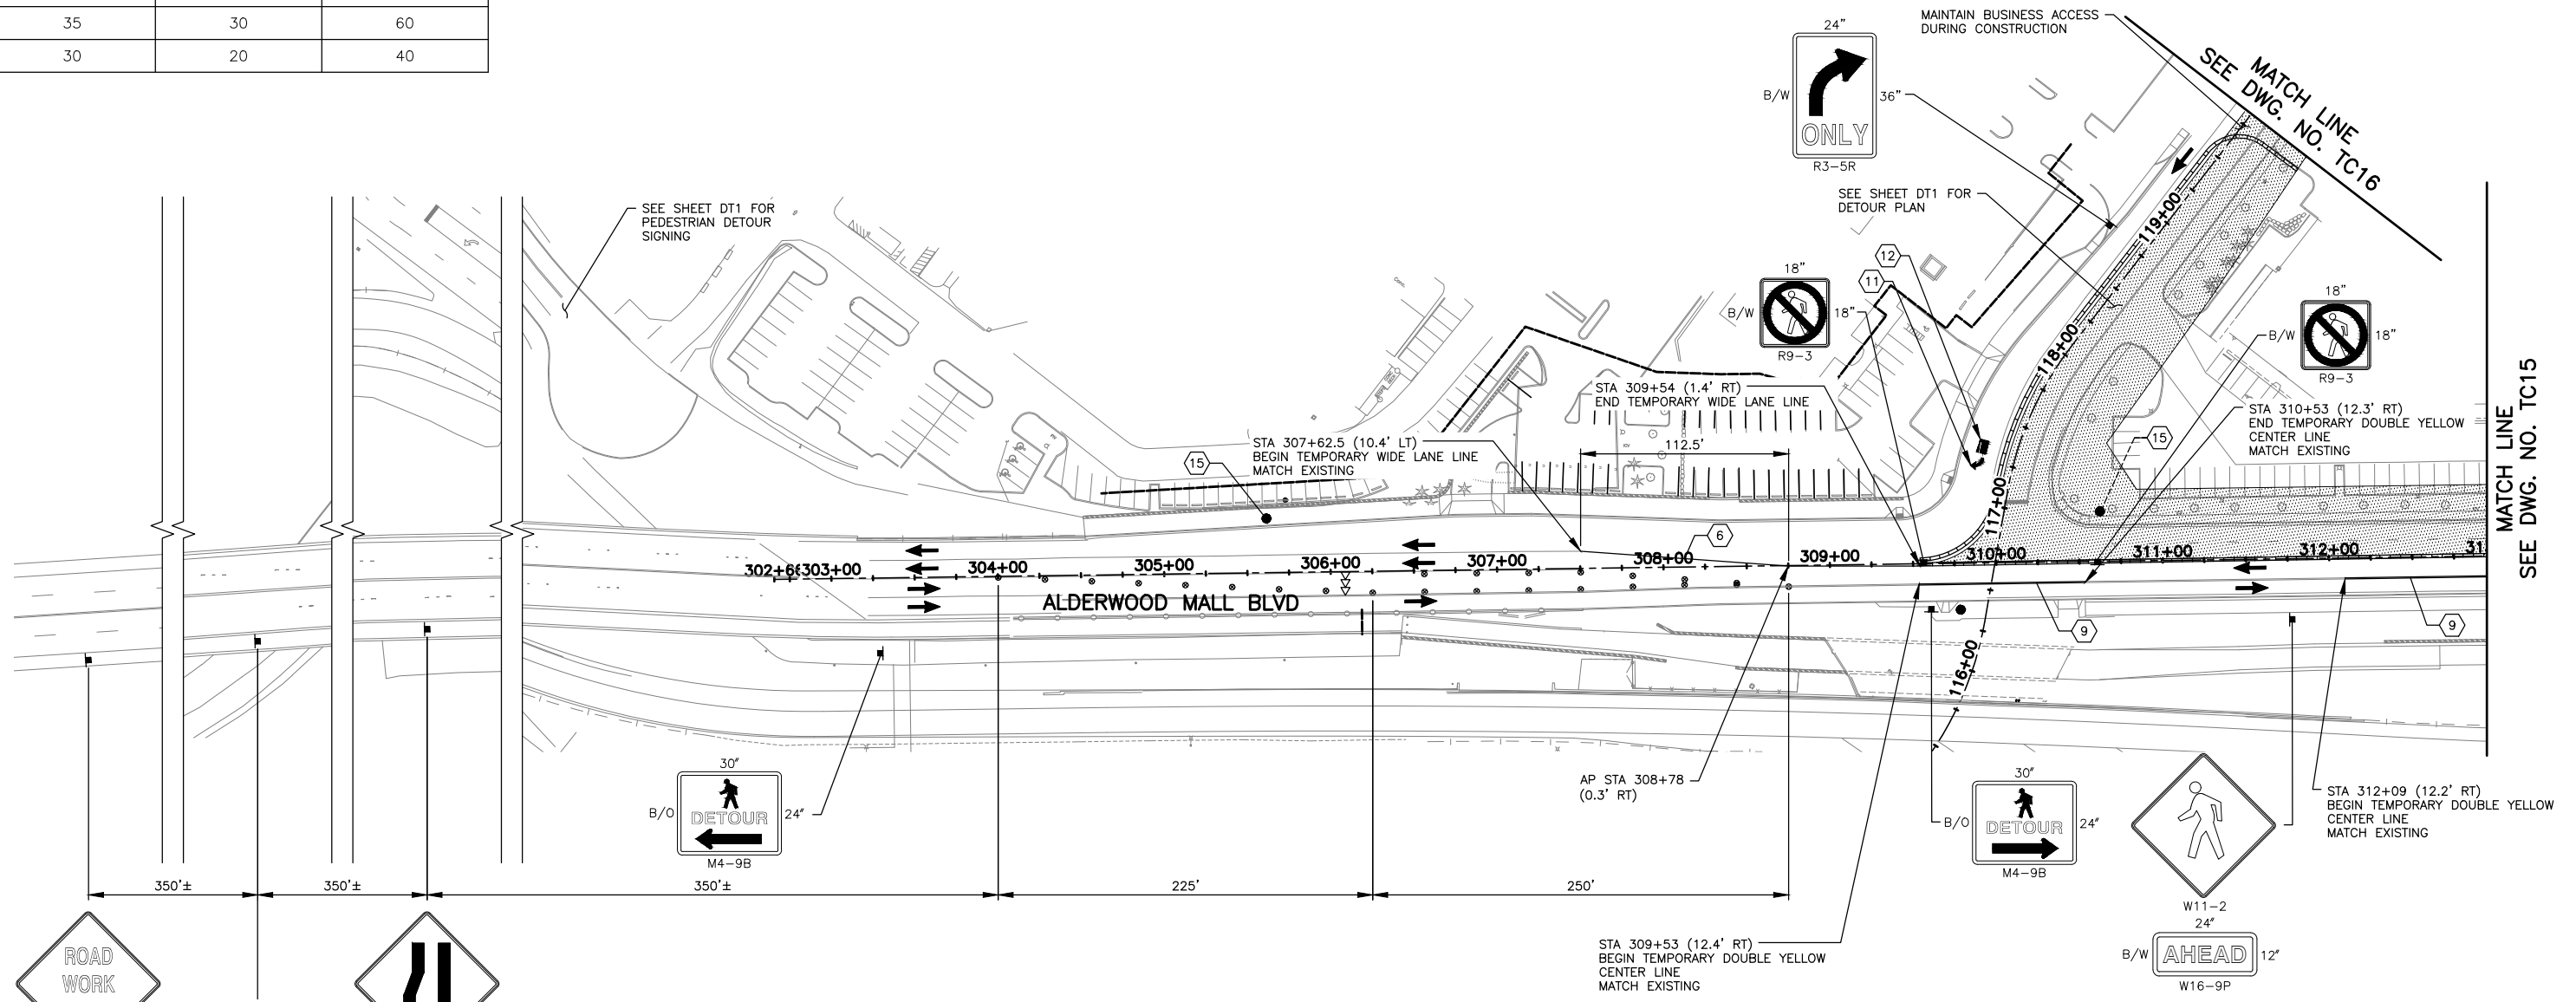 35 30 60
30 20 40
MAINTAIN BUSINESS ACCESS
DURING CONSTRUCTION
MATCH LINE
SEE DWG. NO. TC16
24"
B/W
36"
ONLY
R3-5R
SEE SHEET DT1 FOR
DETOUR PLAN
SEE SHEET DT1 FOR
PEDESTRIAN DETOUR
SIGNING
12
11
18"
B/W
18"
R9-3
18"
B/W
18"
R9-3
119+00
118+00
117+00
116+00
STA 309+54 (1.4' RT)
END TEMPORARY WIDE LANE LINE
STA 310+53 (12.3' RT)
END TEMPORARY DOUBLE YELLOW
CENTER LINE
MATCH EXISTING
15
STA 307+62.5 (10.4' LT)
BEGIN TEMPORARY WIDE LANE LINE
MATCH EXISTING
112.5'
15
6
MATCH LINE
SEE DWG. NO. TC15
302+6 303+00 304+00 305+00 306+00 307+00 308+00 309+00 310+00 311+00 312+00 31
ALDERWOOD MALL BLVD
9
9
AP STA 308+78
(0.3' RT)
30"
B/O
DETOUR
24"
M4-9B
30"
B/O
DETOUR
24"
M4-9B
STA 312+09 (12.2' RT)
BEGIN TEMPORARY DOUBLE YELLOW
CENTER LINE
MATCH EXISTING
350'±
350'±
350'±
225'
250'
W11-2
24"
B/W
AHEAD
12"
W16-9P
STA 309+53 (12.4' RT)
BEGIN TEMPORARY DOUBLE YELLOW
CENTER LINE
MATCH EXISTING
ROAD
WORK